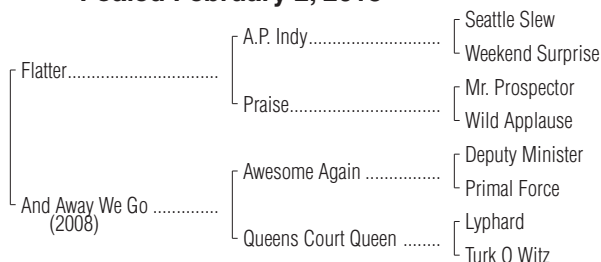 Foaled February 2, 2018
Seattle Slew
A.P. Indy
Weekend Surprise
Flatter
Mr. Prospector
Praise
Wild Applause
Deputy Minister
Awesome Again
Primal Force
And Away We Go
(2008)
Lyphard
Queens Court Queen
Turk O Witz